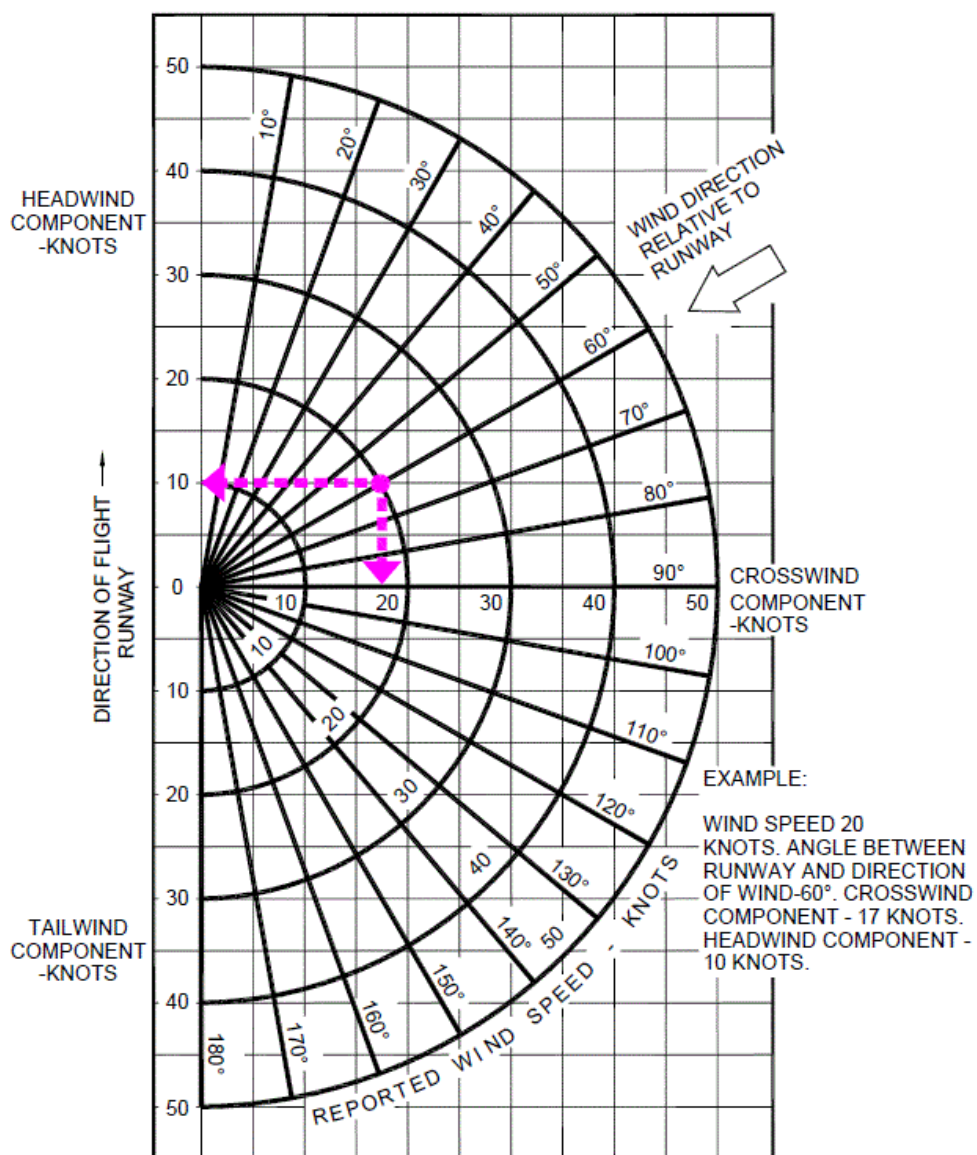 50
10°
20°
30°
40°
50°
60°
70°
80°
90°
40
HEADWIND
COMPONENT
-KNOTS
30
20
10
0
WIND DIRECTION
RELATIVE TO
RUNWAY
DIRECTION OF FLIGHT
RUNWAY
10
20
30
40
50
CROSSWIND
COMPONENT
-KNOTS
10
20
30
40
50
100°
110°
120°
130°
140°
150°
160°
170°
180°
10
20
30
40
50
TAILWIND
COMPONENT
-KNOTS
REPORTED WIND SPEED - KNOTS
EXAMPLE:
WIND SPEED 20
KNOTS. ANGLE BETWEEN
RUNWAY AND DIRECTION
OF WIND-60°. CROSSWIND
COMPONENT - 17 KNOTS.
HEADWIND COMPONENT -
10 KNOTS.